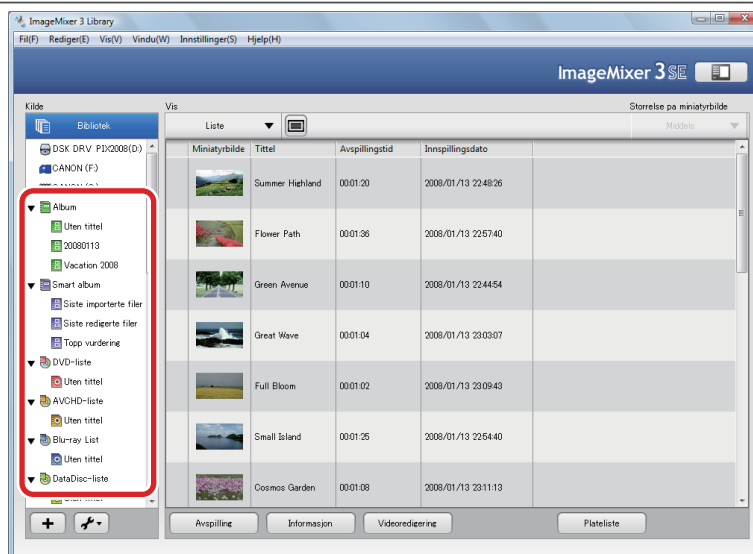 ImageMixer 3 Library
Fil(F) Rediger(E) Vis(V) Vindu(W) Innstillinger(S) Hjelp(H)
ImageMixer 3 SE
Kilde
Vis
Storrelse pa miniatyrbilde
Bibliotek
Liste
Middels
DSK DRV PIX2008(D:)
CANON (F:)
Album
Uten tittel
20080113
Vacation 2008
Smart album
Siste importerte filer
Siste redigerte filer
Topp vurdering
DVD-liste
Uten tittel
AVCHD-liste
Uten tittel
Blu-ray List
Uten tittel
DataDisc-liste
Miniatyrbilde Tittel Avspillingstid Innspillingsdato
Summer Highland 00:01:20 2008/01/13 22:48:26
Flower Path 00:01:36 2008/01/13 22:57:40
Green Avenue 00:01:10 2008/01/13 22:44:54
Great Wave 00:01:04 2008/01/13 23:03:07
Full Bloom 00:01:02 2008/01/13 23:09:43
Small Island 00:01:25 2008/01/13 22:54:40
Cosmos Garden 00:01:08 2008/01/13 23:11:13
Avspilling Informasjon Videoredigering Plateliste